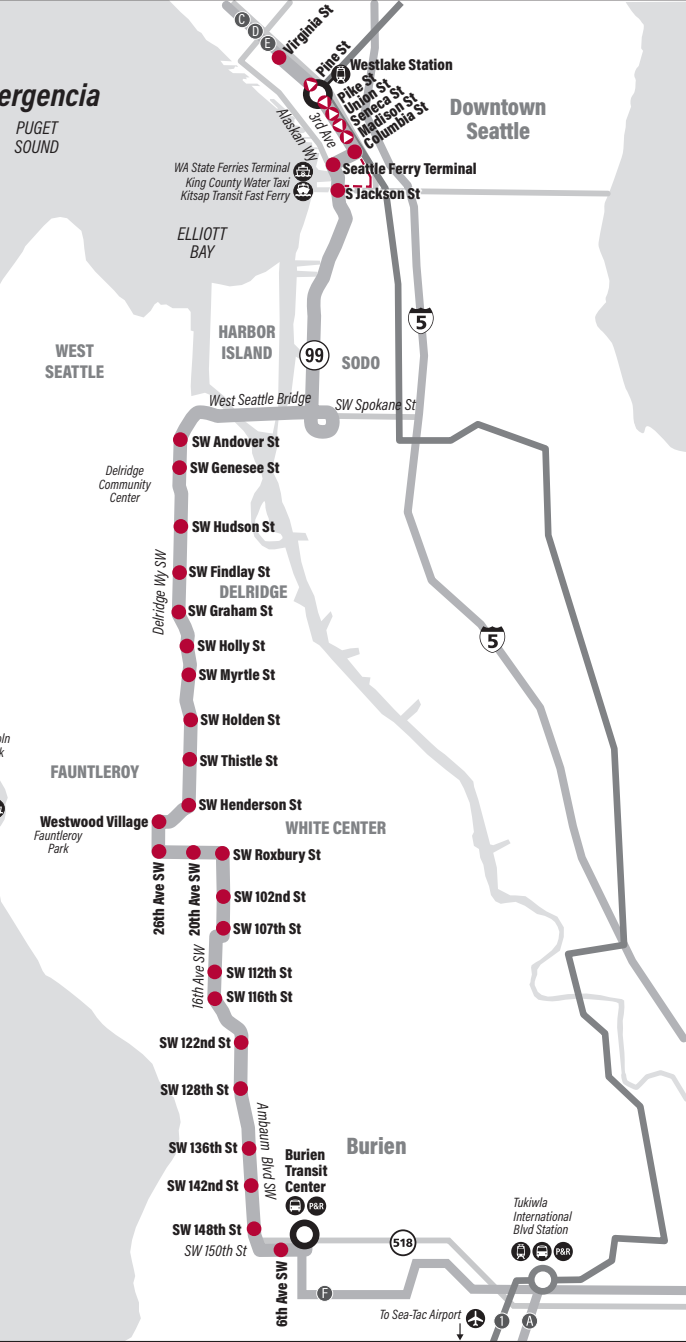 C
D
E
Virginia St
Pine St
Westlake Station
Pike St
Union St
Seneca St
Madison St
Columbia St
3rd Ave
Alaskan Wy
Downtown
Seattle
ergencia
PUGET
SOUND
WA State Ferries Terminal
King County Water Taxi
Kitsap Transit Fast Ferry
Seattle Ferry Terminal
S Jackson St
ELLIOTT
BAY
5
HARBOR
ISLAND
99
SODO
WEST
SEATTLE
West Seattle Bridge
SW Spokane St
SW Andover St
SW Genesee St
Delridge
Community
Center
SW Hudson St
Delridge Wy SW
SW Findlay St
DELRIDGE
SW Graham St
SW Holly St
5
SW Myrtle St
SW Holden St
oln
k
SW Thistle St
FAUNTLEROY
SW Henderson St
Westwood Village
Fauntleroy
Park
WHITE CENTER
SW Roxbury St
26th Ave SW
20th Ave SW
SW 102nd St
SW 107th St
16th Ave SW
SW 112th St
SW 116th St
SW 122nd St
SW 128th St
Ambaum Blvd SW
SW 136th St
Burien
Burien
Transit
Center
P&R
SW 142nd St
SW 148th St
SW 150th St
6th Ave SW
518
Tukiwla
International
Blvd Station
P&R
F
To Sea-Tac Airport
1
A